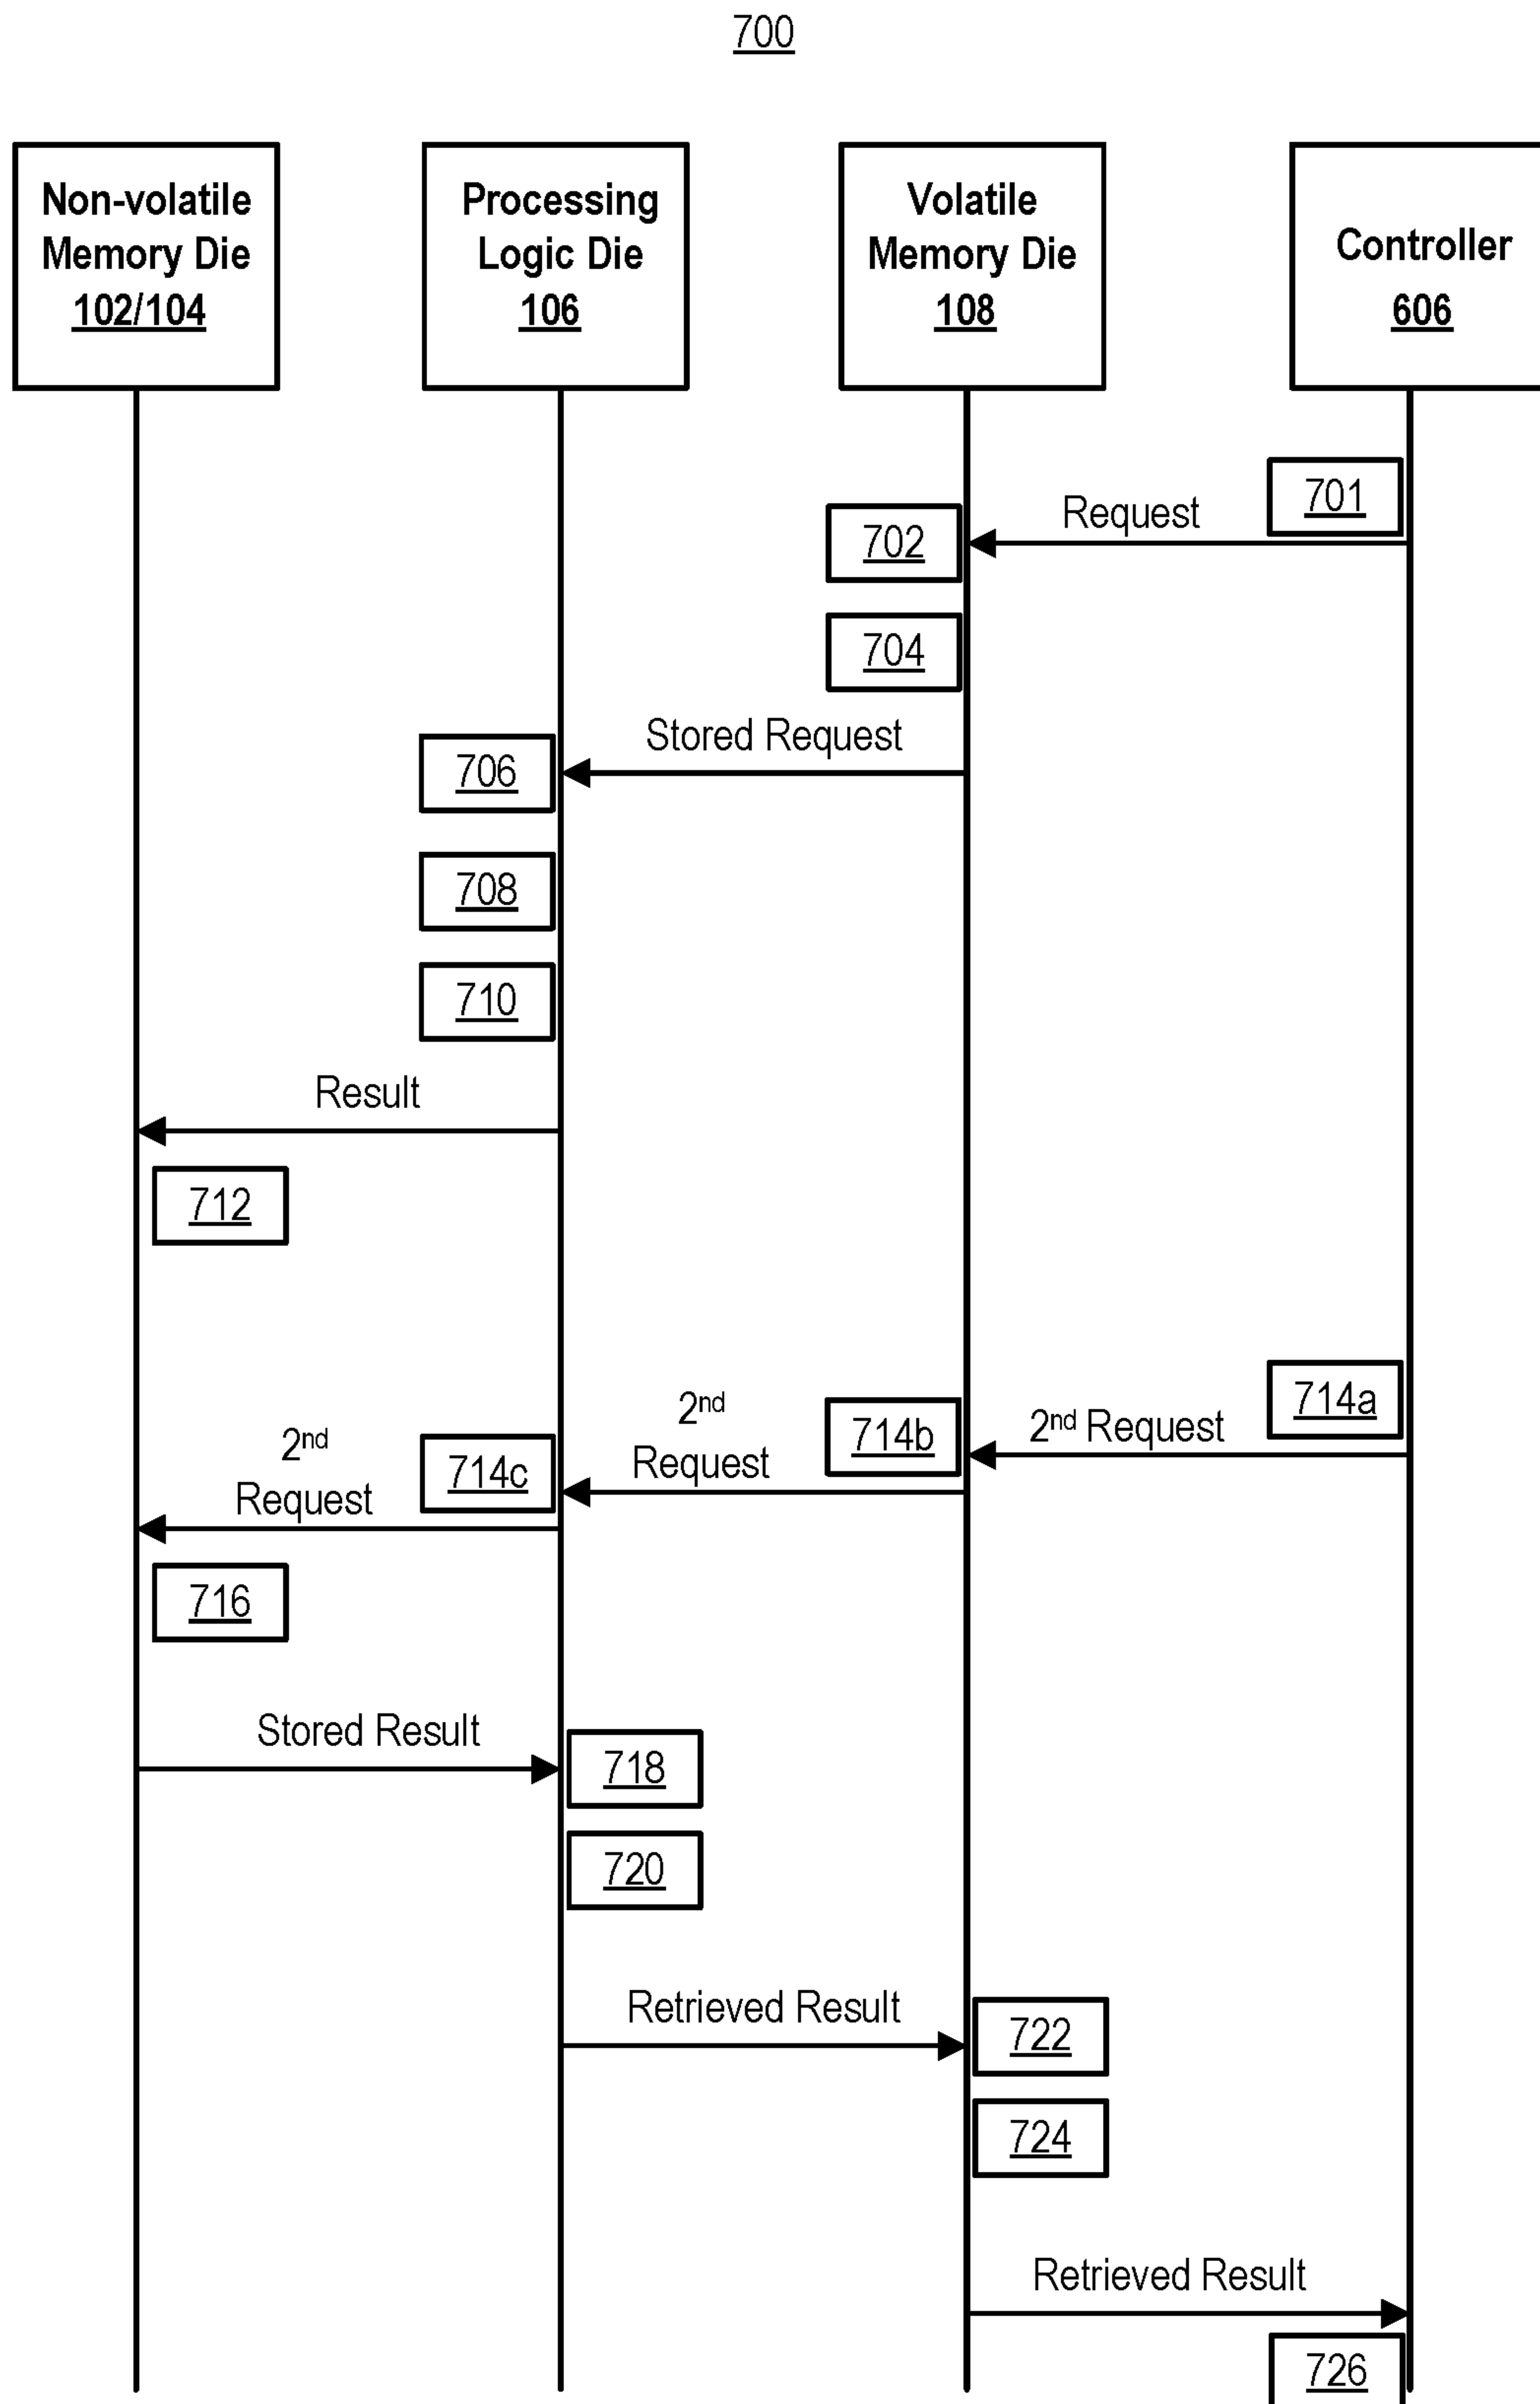 700
Non-volatile
Memory Die
102/104
Processing
Logic Die
106
Volatile
Memory Die
108
Controller
606
701
Request
702
704
Stored Request
706
708
710
Result
712
714a
2nd Request
714b
2nd
Request
714c
2nd
Request
716
Stored Result
718
720
Retrieved Result
722
724
Retrieved Result
726